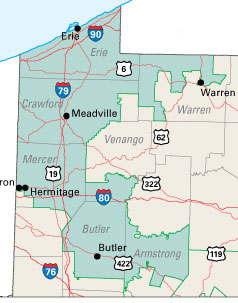 Erie
90
Erie
6
79
Warren
Crawford
Meadville
Warren
Venango
62
Mercer
19
322
ron
Hermitage
80
Butler
Butler
Armstrong
422
119
76